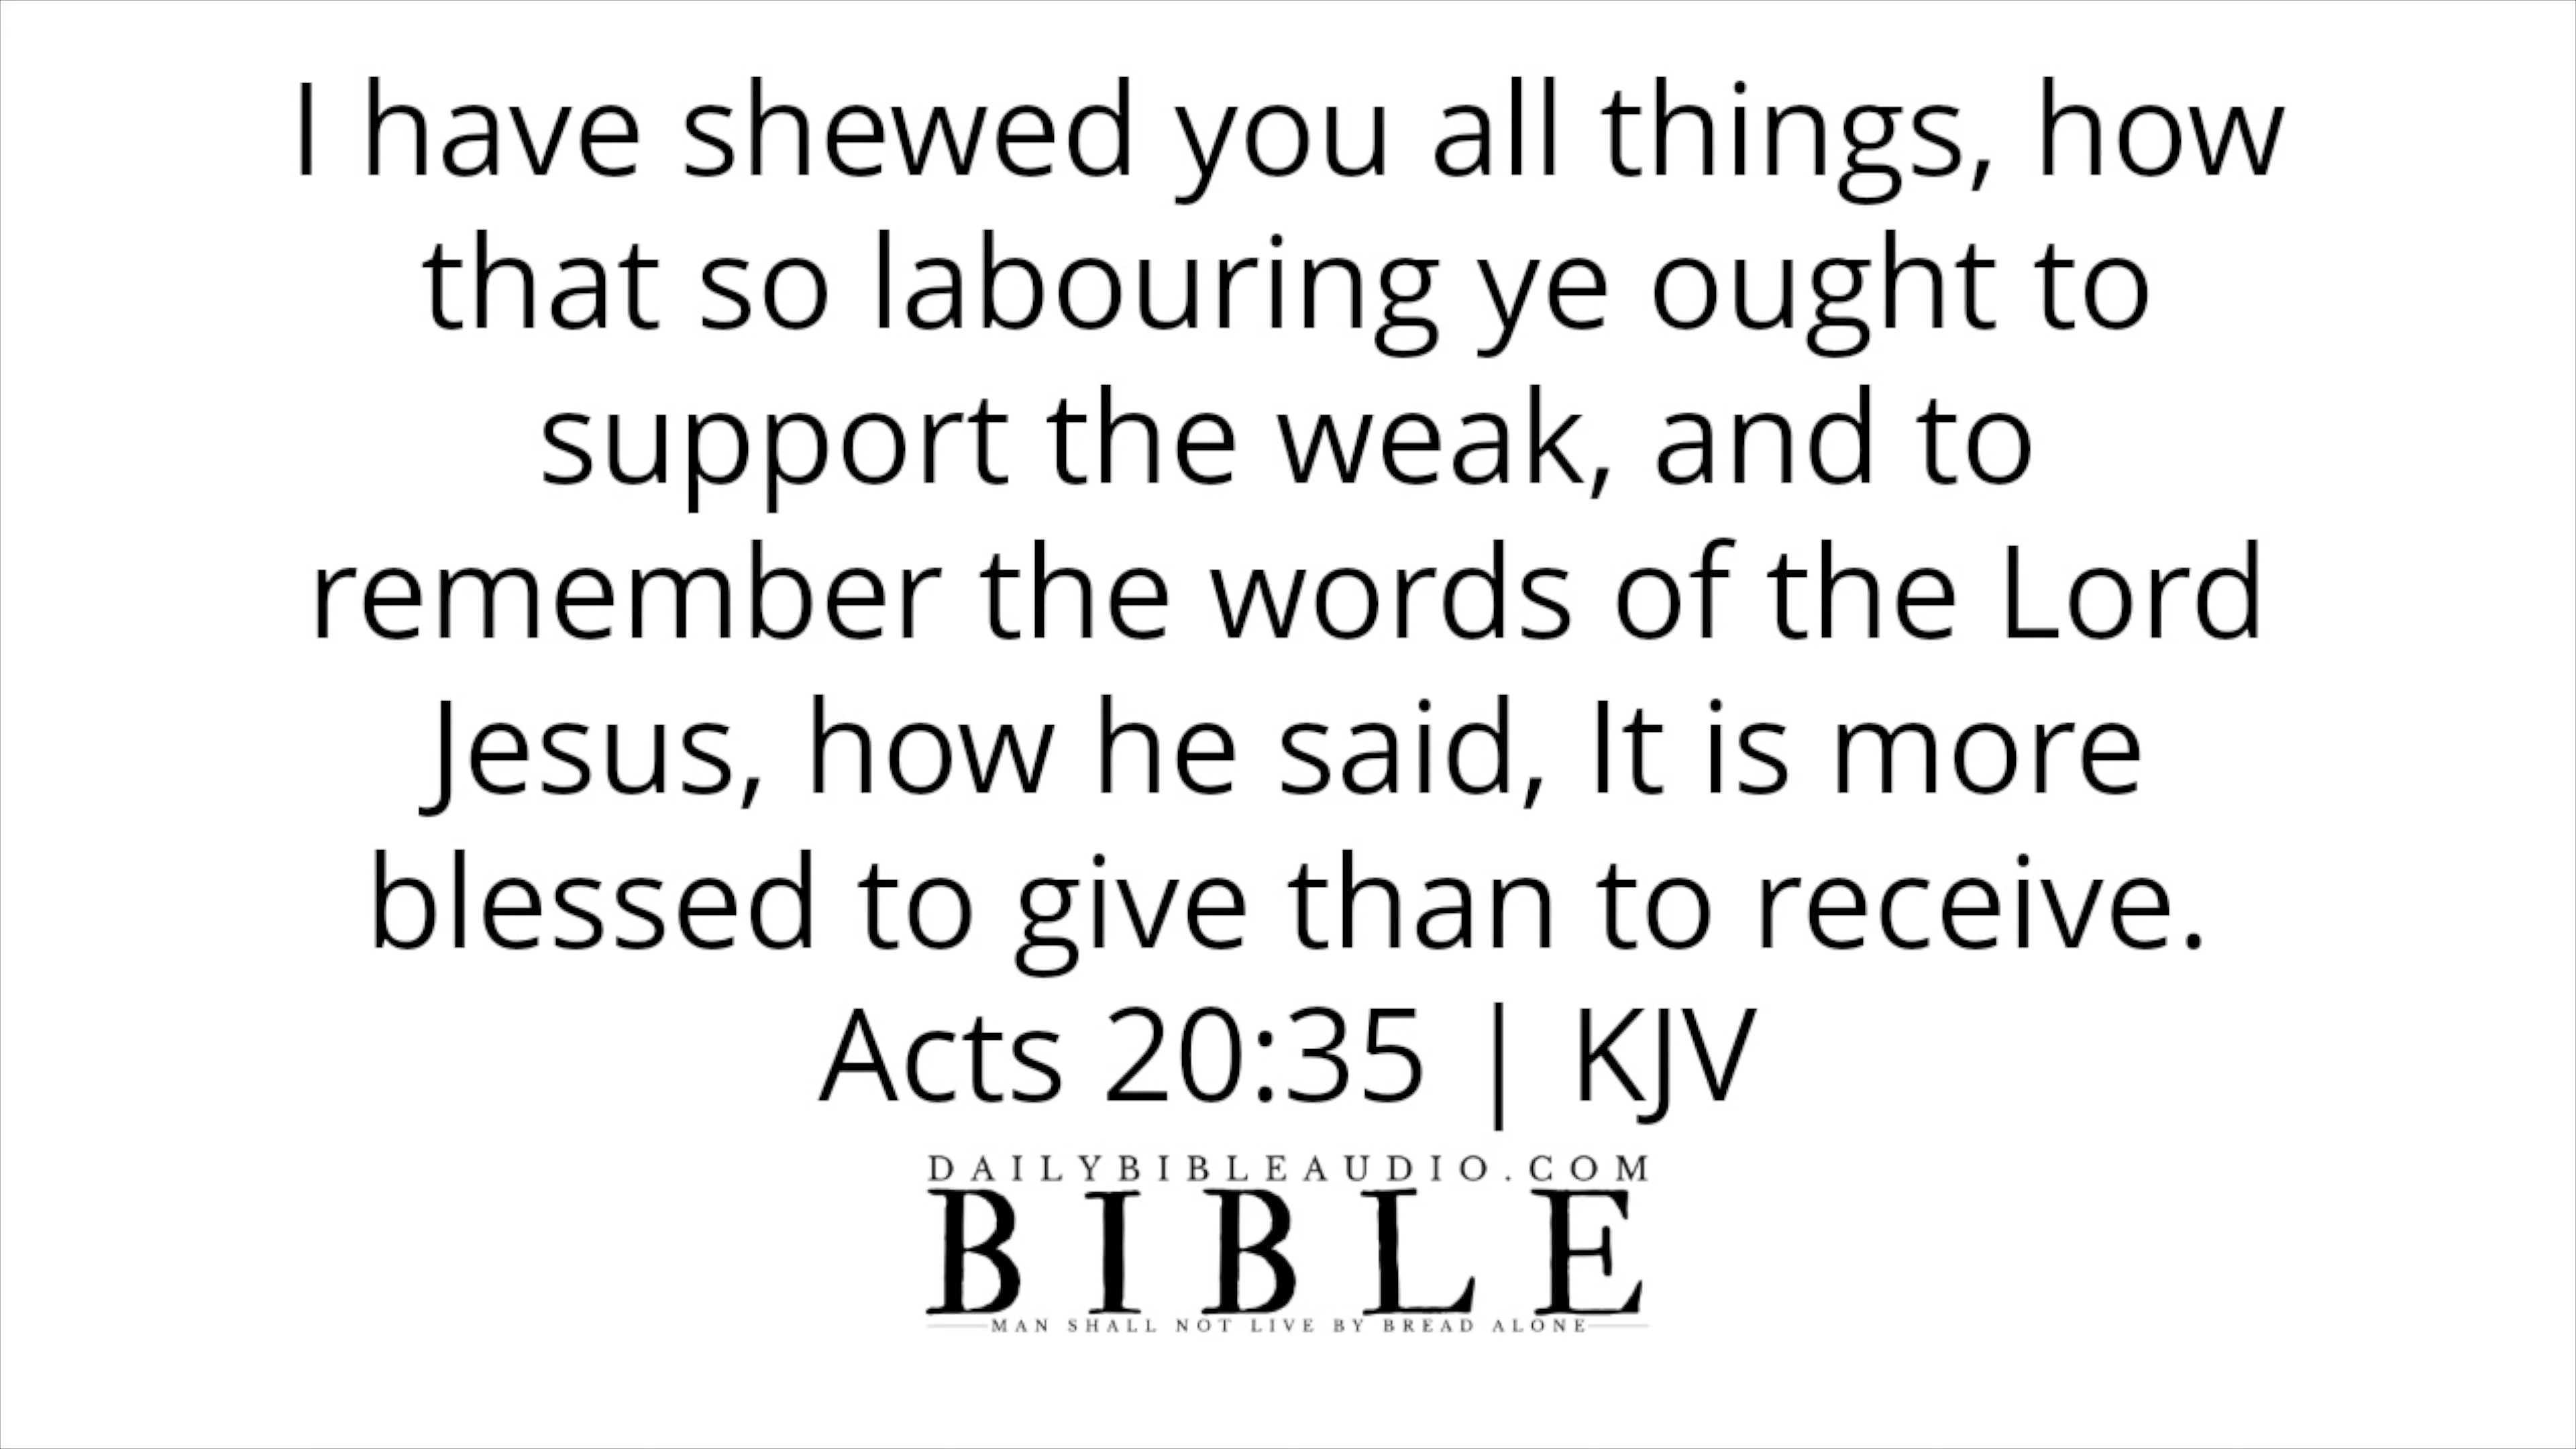 I have shewed you all things, how
that so labouring ye ought to
support the weak, and to
remember the words of the Lord
Jesus, how he said, It is more
blessed to give than to receive.
Acts 20:35 | KJV
DAILYBIBLEAUDIO.COM
BIBLE
MAN SHALL NOT LIVE BY BREAD ALONE